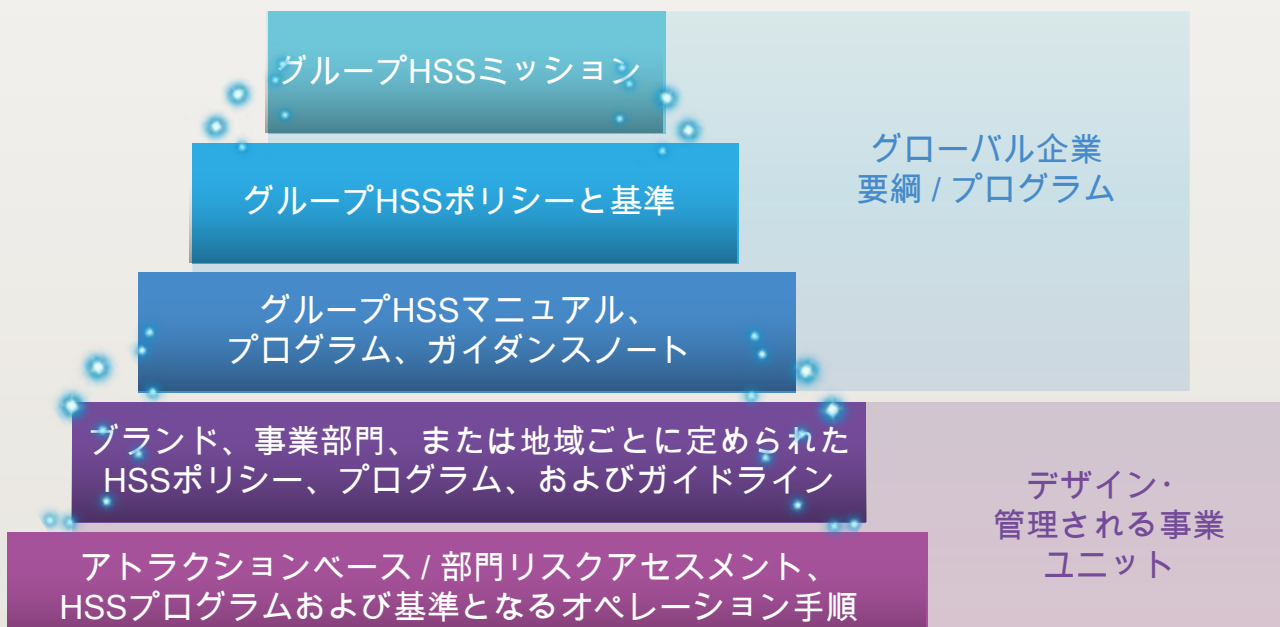 グループHSSミッション
グループHSSポリシーと基準
グループHSSマニュアル、
プログラム、ガイダンスノート
ブランド、事業部門、または地域ごとに定められた
HSSポリシー、プログラム、およびガイドライン
アトラクションベース / 部門リスクアセスメント、
HSSプログラムおよび基準となるオペレーション手順
グローバル企業
要綱 / プログラム
デザイン・
管理される事業
ユニット